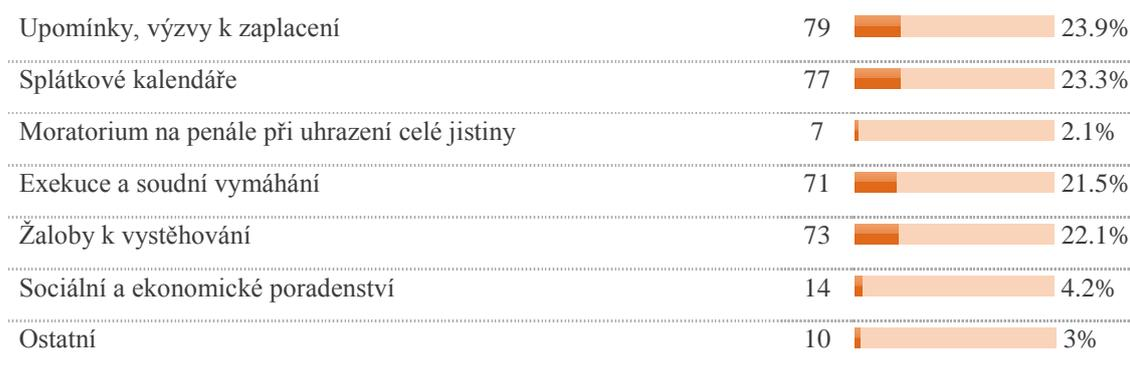 Upomínky, výzvy k zaplacení 79 23.9%
Splátkové kalendáře 77 23.3%
Moratorium na penále při uhrazení celé jistiny 7 2.1%
Exekuce a soudní vymáhání 71 21.5%
Žaloby k vystěhování 73 22.1%
Sociální a ekonomické poradenství 14 4.2%
Ostatní 10 3%